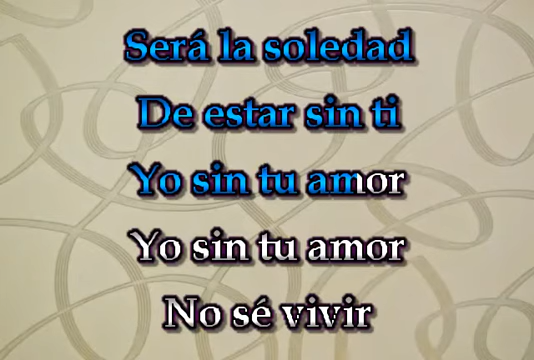 Será la soledad
De estar sin ti
Yo sin tu amor
Yo sin tu amor
No sé vivir